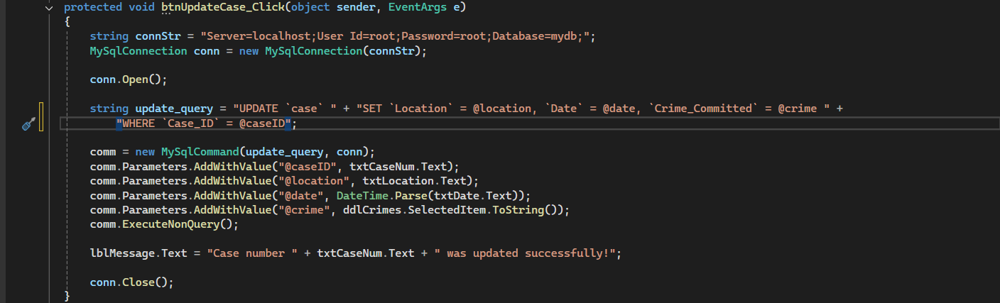 protected void btnUpdateCase_Click(object sender, EventArgs e)
{
string connStr = "Server=localhost;User Id=root;Password=root;Database=mydb;";
MySqlConnection conn = new MySqlConnection(connStr);
conn.Open();
string update_query = "UPDATE `case` " + "SET `Location` = @location, `Date` = @date, `Crime_Committed` = @crime " +
"WHERE `Case_ID` = @caseID";
comm = new MySqlCommand(update_query, conn);
comm.Parameters.AddWithValue("@caseID", txtCaseNum.Text);
comm.Parameters.AddWithValue("@location", txtLocation.Text);
comm.Parameters.AddWithValue("@date", DateTime.Parse(txtDate.Text));
comm.Parameters.AddWithValue("@crime", ddlCrimes.SelectedItem.ToString());
comm.ExecuteNonQuery();
lblMessage.Text = "Case number " + txtCaseNum.Text + " was updated successfully!";
conn.Close();
}